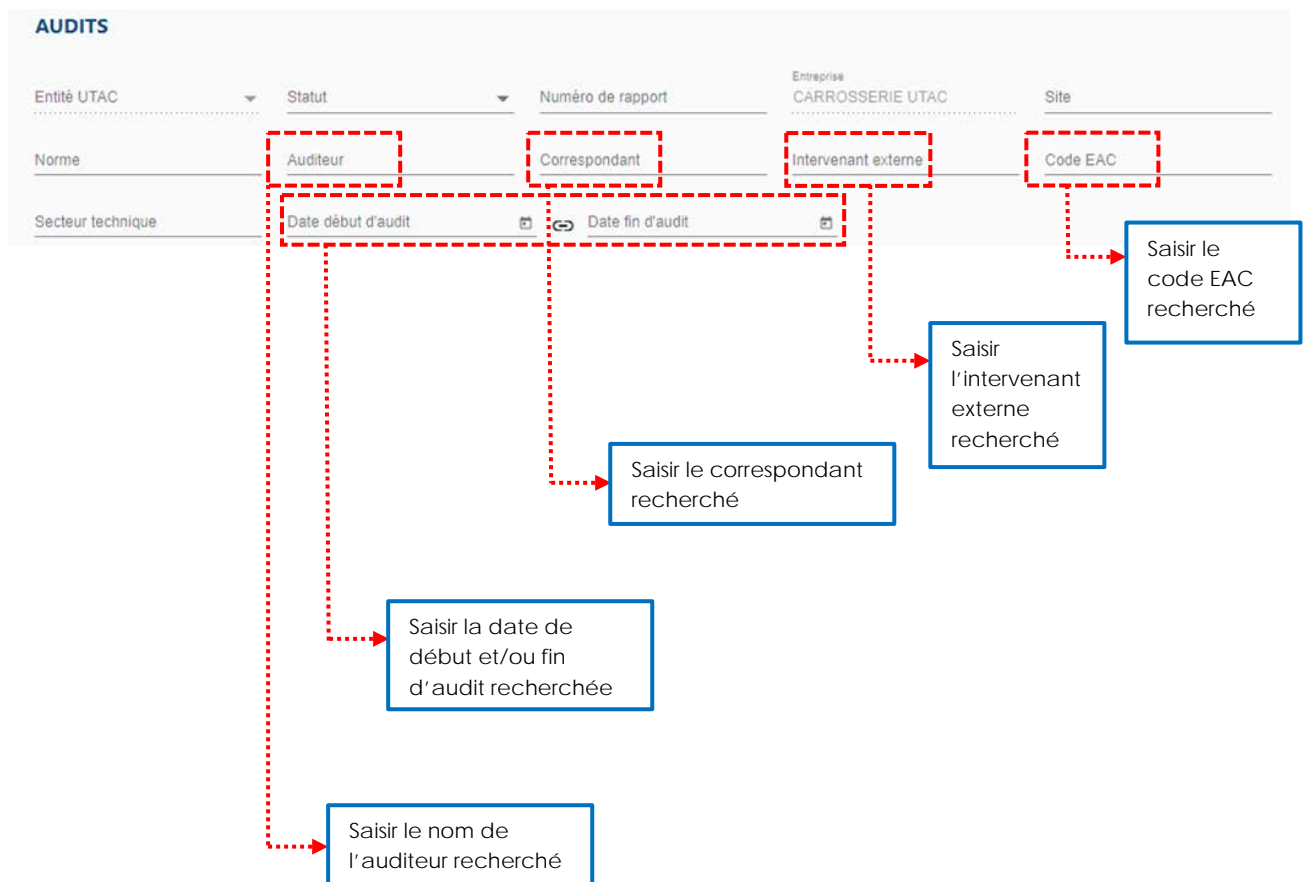 AUDITS
Entité UTAC
Statut
Numéro de rapport
Entreprise
CARROSSERIE UTAC
Site
Norme
Auditeur
Correspondant
Intervenant externe
Code EAC
Secteur technique
Date début d'audit
Date fin d'audit
Saisir le
code EAC
recherché
Saisir
l'intervenant
externe
recherché
Saisir le correspondant
recherché
Saisir la date de
début et/ou fin
d'audit recherchée
Saisir le nom de
l'auditeur recherché